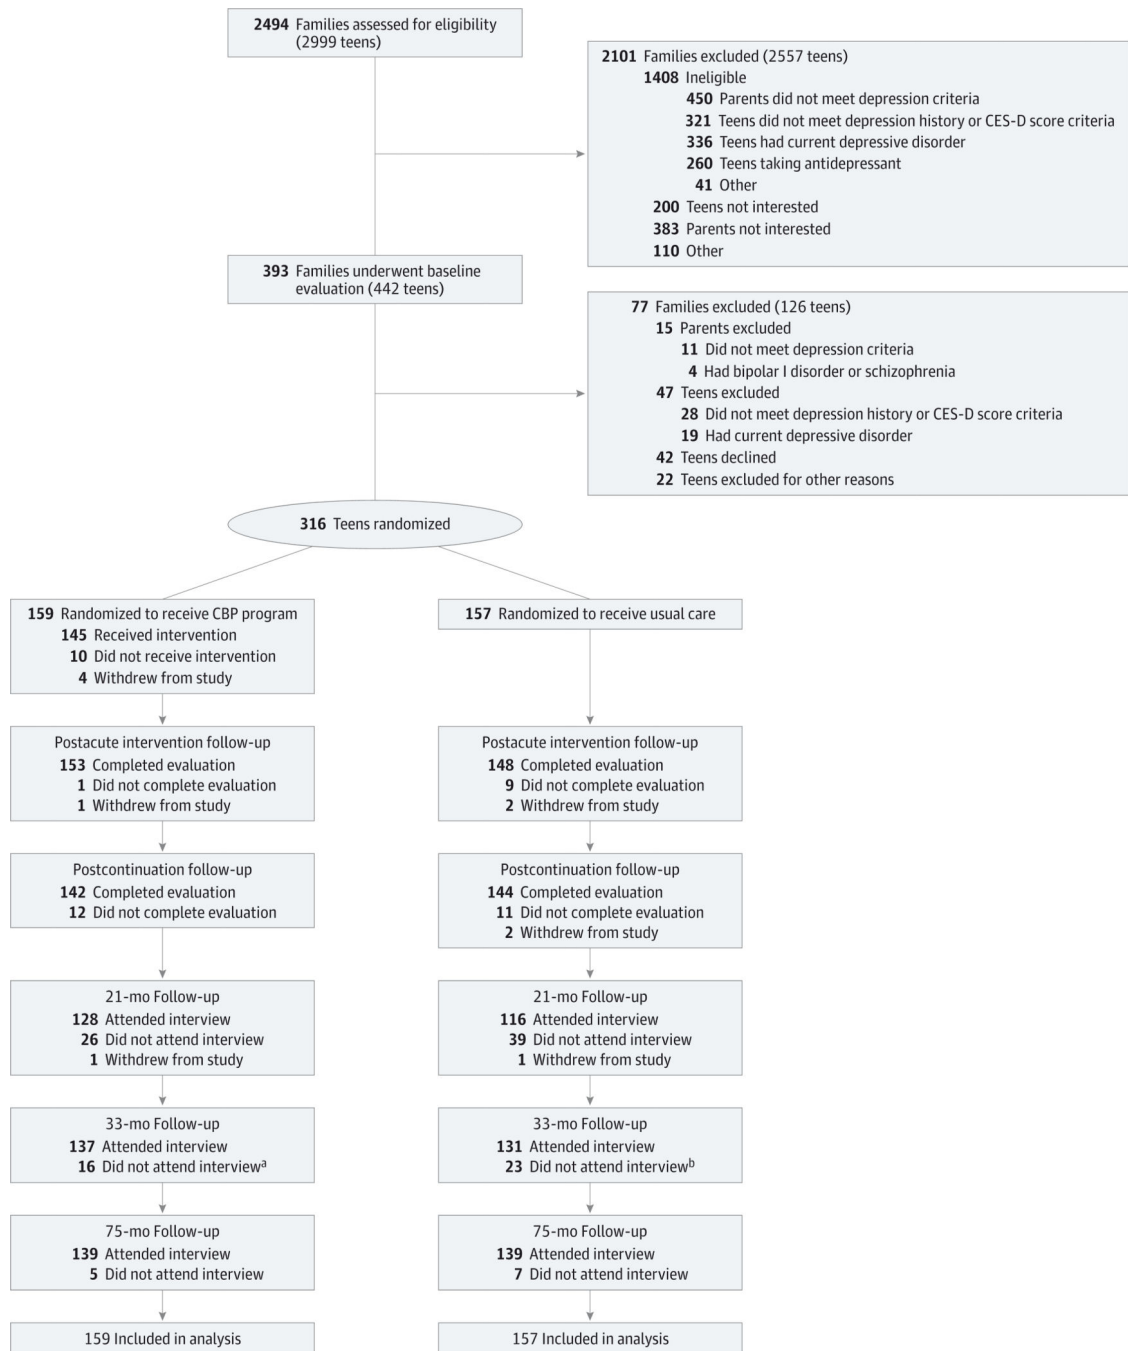 2494 Families assessed for eligibility
(2999 teens)
2101 Families excluded (2557 teens)
1408 Ineligible
450 Parents did not meet depression criteria
321 Teens did not meet depression history or CES-D score criteria
336 Teens had current depressive disorder
260 Teens taking antidepressant
41 Other
200 Teens not interested
383 Parents not interested
110 Other
393 Families underwent baseline
evaluation (442 teens)
77 Families excluded (126 teens)
15 Parents excluded
11 Did not meet depression criteria
4 Had bipolar I disorder or schizophrenia
47 Teens excluded
28 Did not meet depression history or CES-D score criteria
19 Had current depressive disorder
42 Teens declined
22 Teens excluded for other reasons
316 Teens randomized
159 Randomized to receive CBP program
145 Received intervention
10 Did not receive intervention
4 Withdrew from study
157 Randomized to receive usual care
Postacute intervention follow-up
153 Completed evaluation
1 Did not complete evaluation
1 Withdrew from study
Postacute intervention follow-up
148 Completed evaluation
9 Did not complete evaluation
2 Withdrew from study
Postcontinuation follow-up
142 Completed evaluation
12 Did not complete evaluation
Postcontinuation follow-up
144 Completed evaluation
11 Did not complete evaluation
2 Withdrew from study
21-mo Follow-up
128 Attended interview
26 Did not attend interview
1 Withdrew from study
21-mo Follow-up
116 Attended interview
39 Did not attend interview
1 Withdrew from study
33-mo Follow-up
137 Attended interview
16 Did not attend interviewᵃ
33-mo Follow-up
131 Attended interview
23 Did not attend interviewᵇ
75-mo Follow-up
139 Attended interview
5 Did not attend interview
75-mo Follow-up
139 Attended interview
7 Did not attend interview
159 Included in analysis
157 Included in analysis